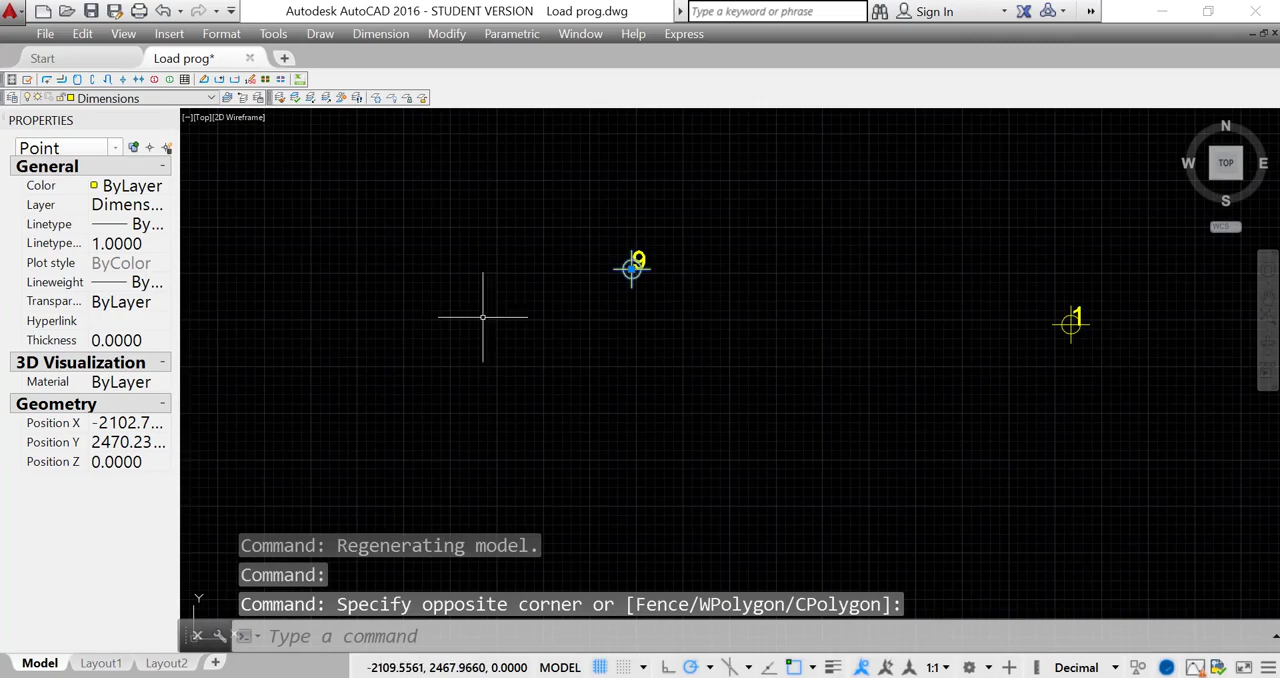 Autodesk AutoCAD 2016 - STUDENT VERSION Load prog.dwg
Type a keyword or phrase
Sign In
File Edit View Insert Format Tools Draw Dimension Modify Parametric Window Help Express
Start
Load prog*
Dimensions
PROPERTIES
[−][Top][2D Wireframe]
Point
General
Color ByLayer
Layer Dimens...
Linetype By...
Linetype... 1.0000
Plot style ByColor
Lineweight By...
Transpar... ByLayer
Hyperlink
Thickness 0.0000
3D Visualization
Material ByLayer
Geometry
Position X -2102.7...
Position Y 2470.23...
Position Z 0.0000
N
W TOP E
S
WCS
9
1
Command: Regenerating model.
Command:
Command: Specify opposite corner or [Fence/WPolygon/CPolygon]:
Y
Type a command
Model Layout1 Layout2
-2109.5561, 2467.9660, 0.0000 MODEL
1:1
Decimal